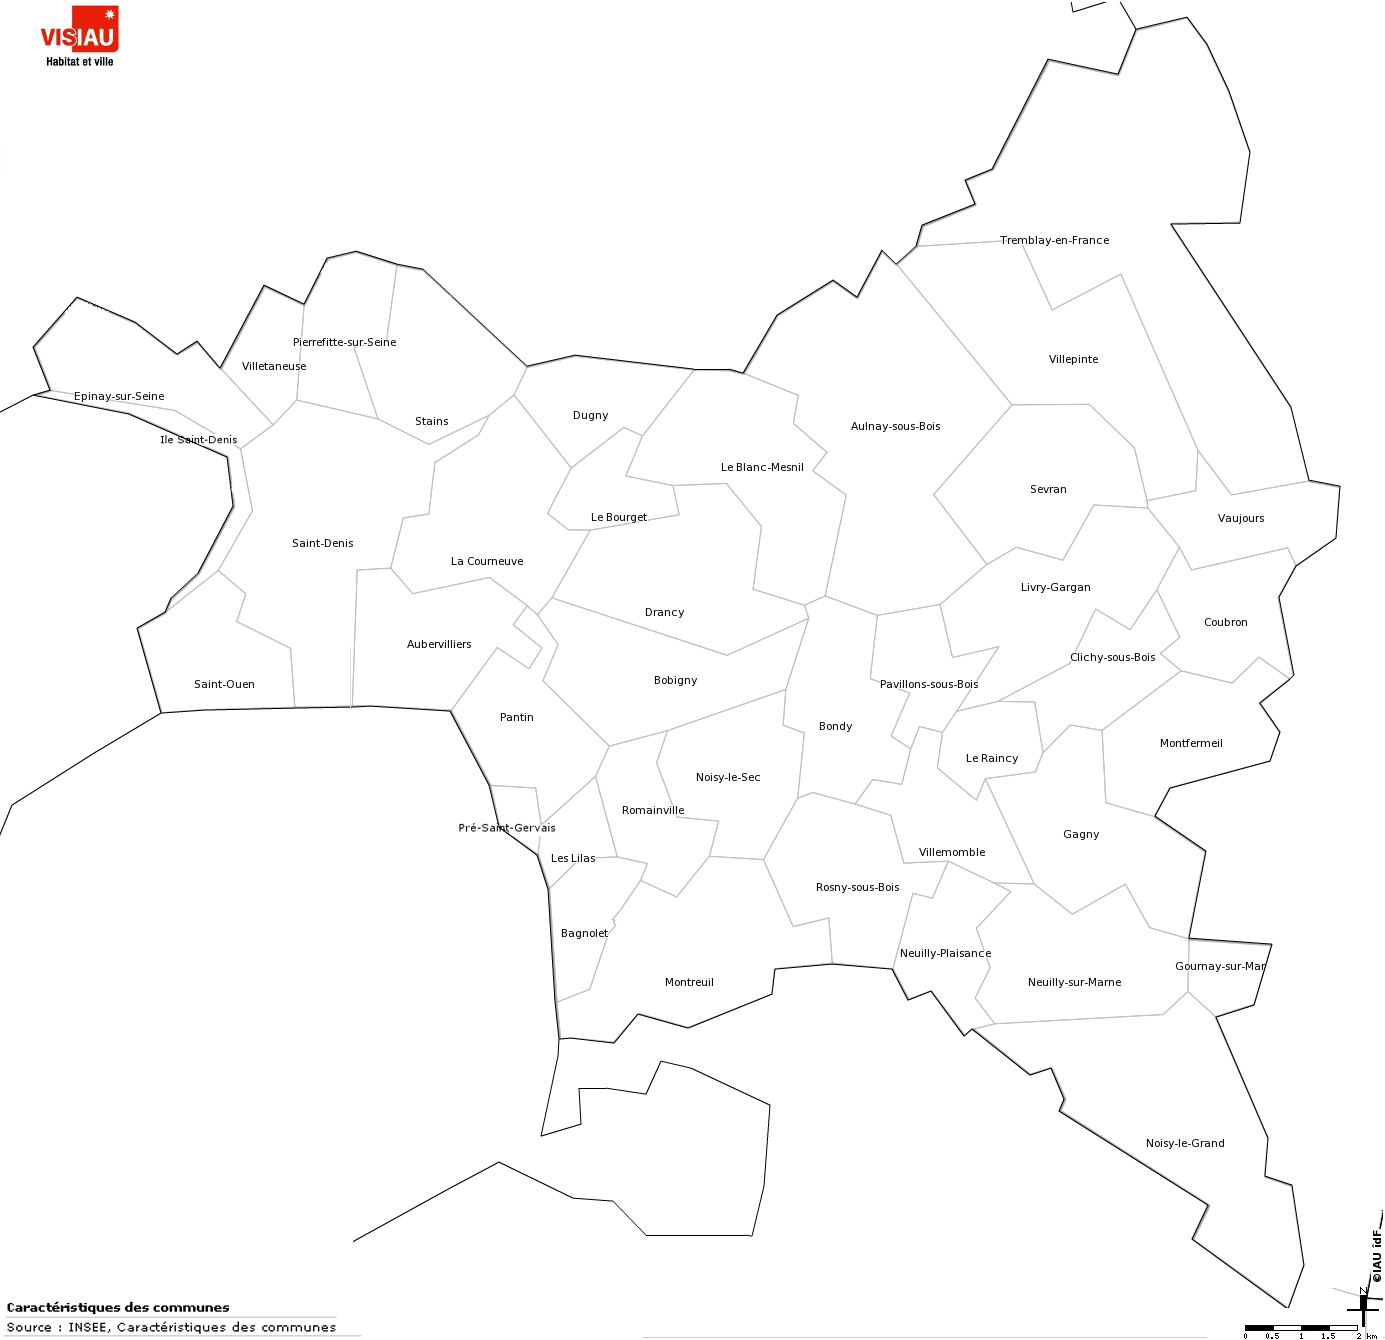 VISIAU
Habitat et ville
Tremblay-en-France
Pierrefitte-sur-Seine
Villepinte
Villetaneuse
Epinay-sur-Seine
Dugny
Stains
Aulnay-sous-Bois
Ile Saint-Denis
Le Blanc-Mesnil
Sevran
Le Bourget
Vaujours
Saint-Denis
La Courneuve
Livry-Gargan
Drancy
Coubron
Aubervilliers
Clichy-sous-Bois
Bobigny
Saint-Ouen
Pavillons-sous-Bois
Pantin
Bondy
Montfermeil
Le Raincy
Noisy-le-Sec
Romainville
Pré-Saint-Gervais
Gagny
Villemomble
Les Lilas
Rosny-sous-Bois
Bagnolet
Neuilly-Plaisance
Gournay-sur-Mar
Montreuil
Neuilly-sur-Marne
Noisy-le-Grand
©IAU idF
N
Caractéristiques des communes
Source : INSEE, Caractéristiques des communes
0 0.5 1 1.5 2 km